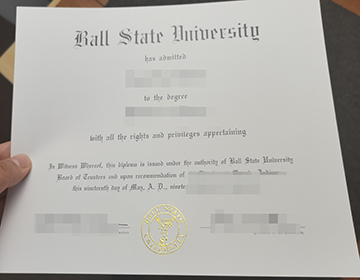 Ball State University
has admitted
to the degree
with all the rights and privileges appertaining
In Witness Whereof, this diploma is issued under the authority of Ball State University
Board of Trustees and upon recommendation of
this nineteenth day of May, A. D., ninete
BALL STATE